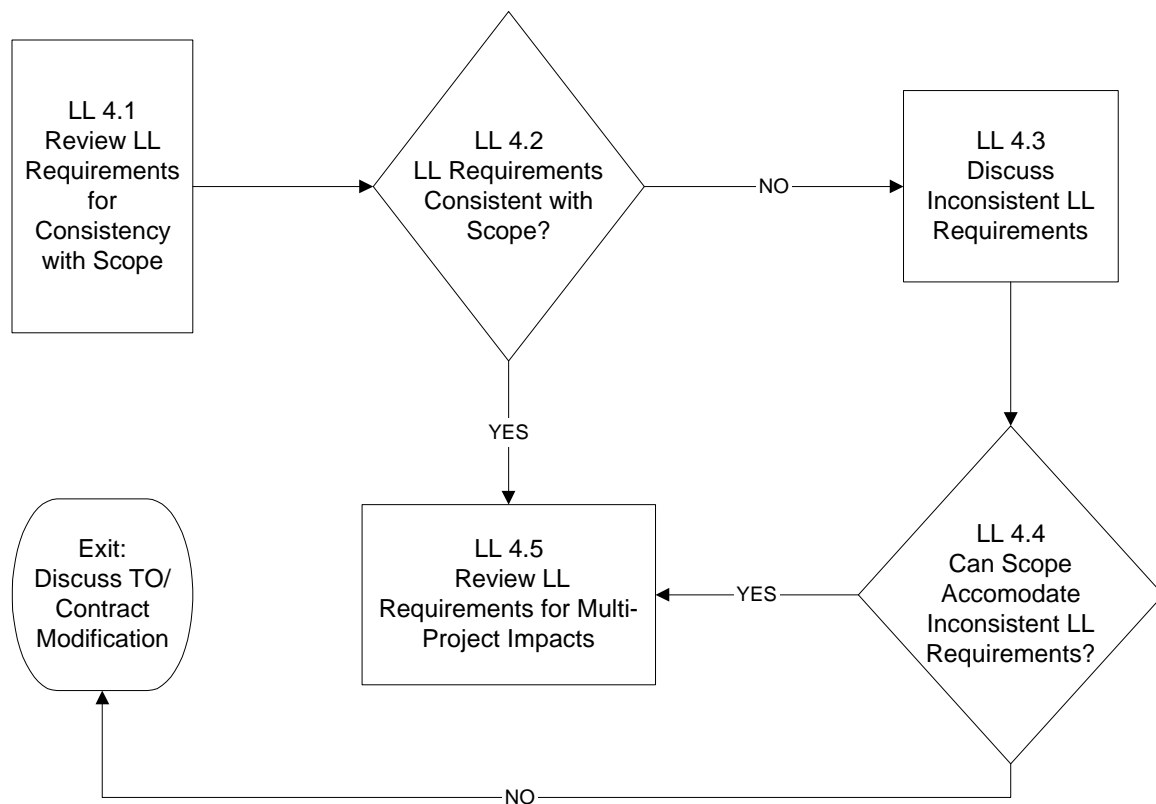 LL 4.1
Review LL
Requirements
for
Consistency
with Scope
LL 4.2
LL Requirements
Consistent with
Scope?
NO
LL 4.3
Discuss
Inconsistent LL
Requirements
YES
Exit:
Discuss TO/
Contract
Modification
LL 4.5
Review LL
Requirements for Multi-
Project Impacts
YES
LL 4.4
Can Scope
Accomodate
Inconsistent LL
Requirements?
NO